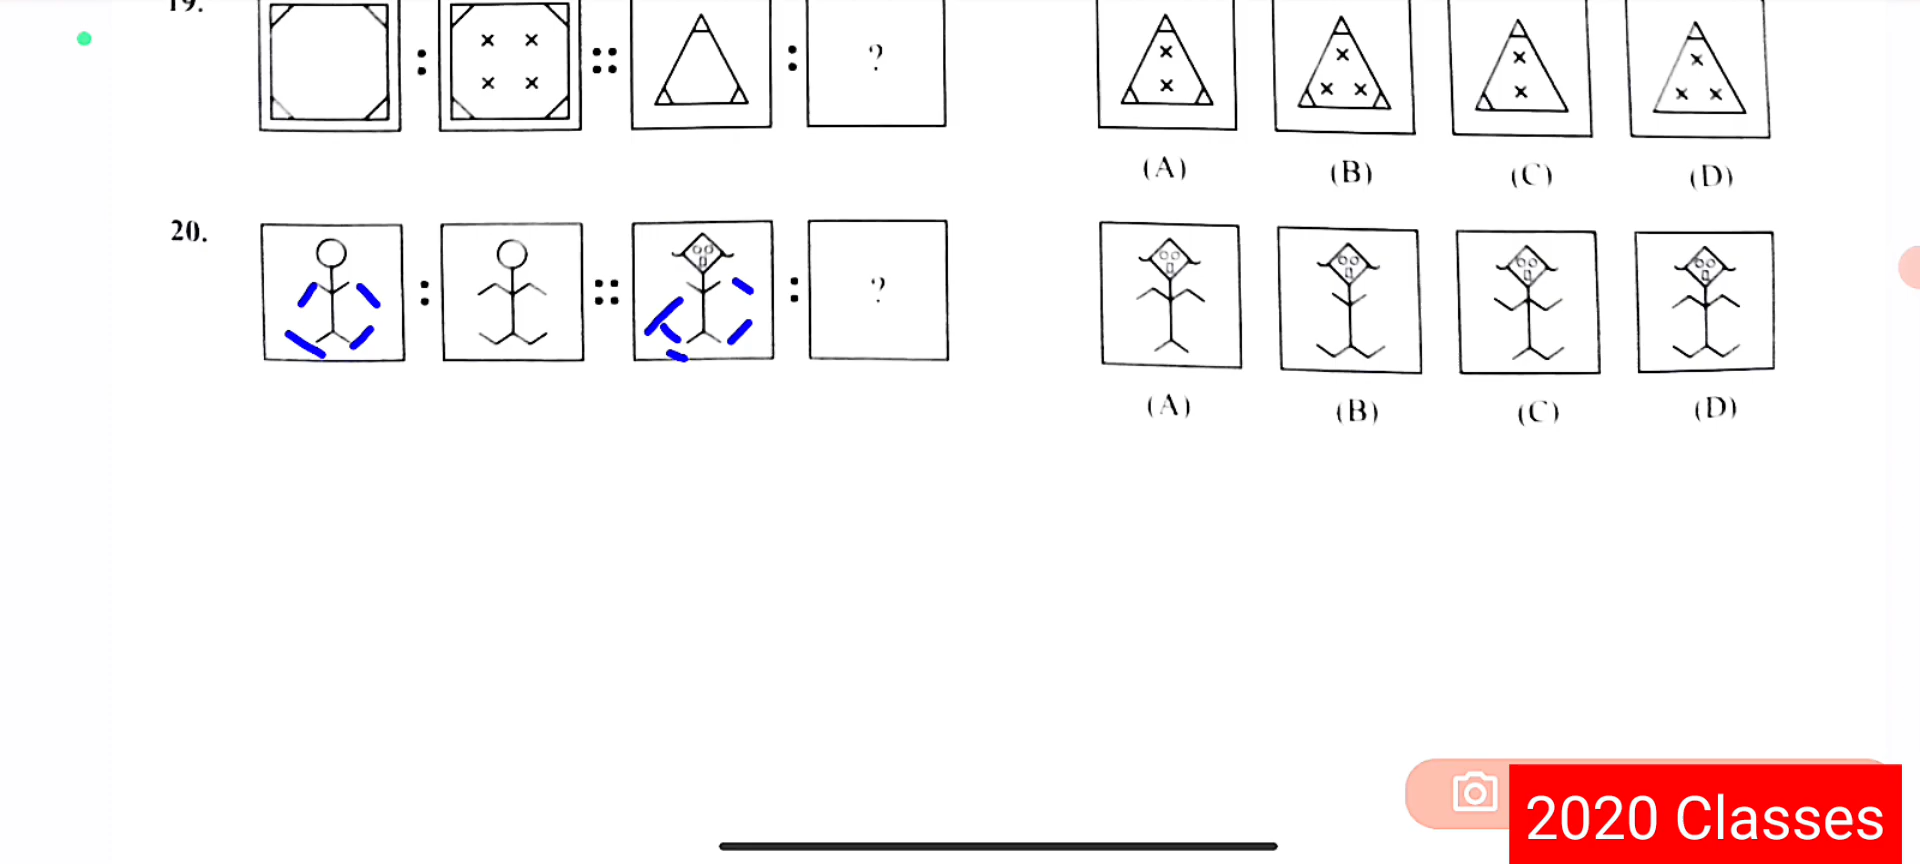 19.
: :: : ?
(A) (B) (C) (D)
20.
: :: : ?
(A) (B) (C) (D)
2020 Classes